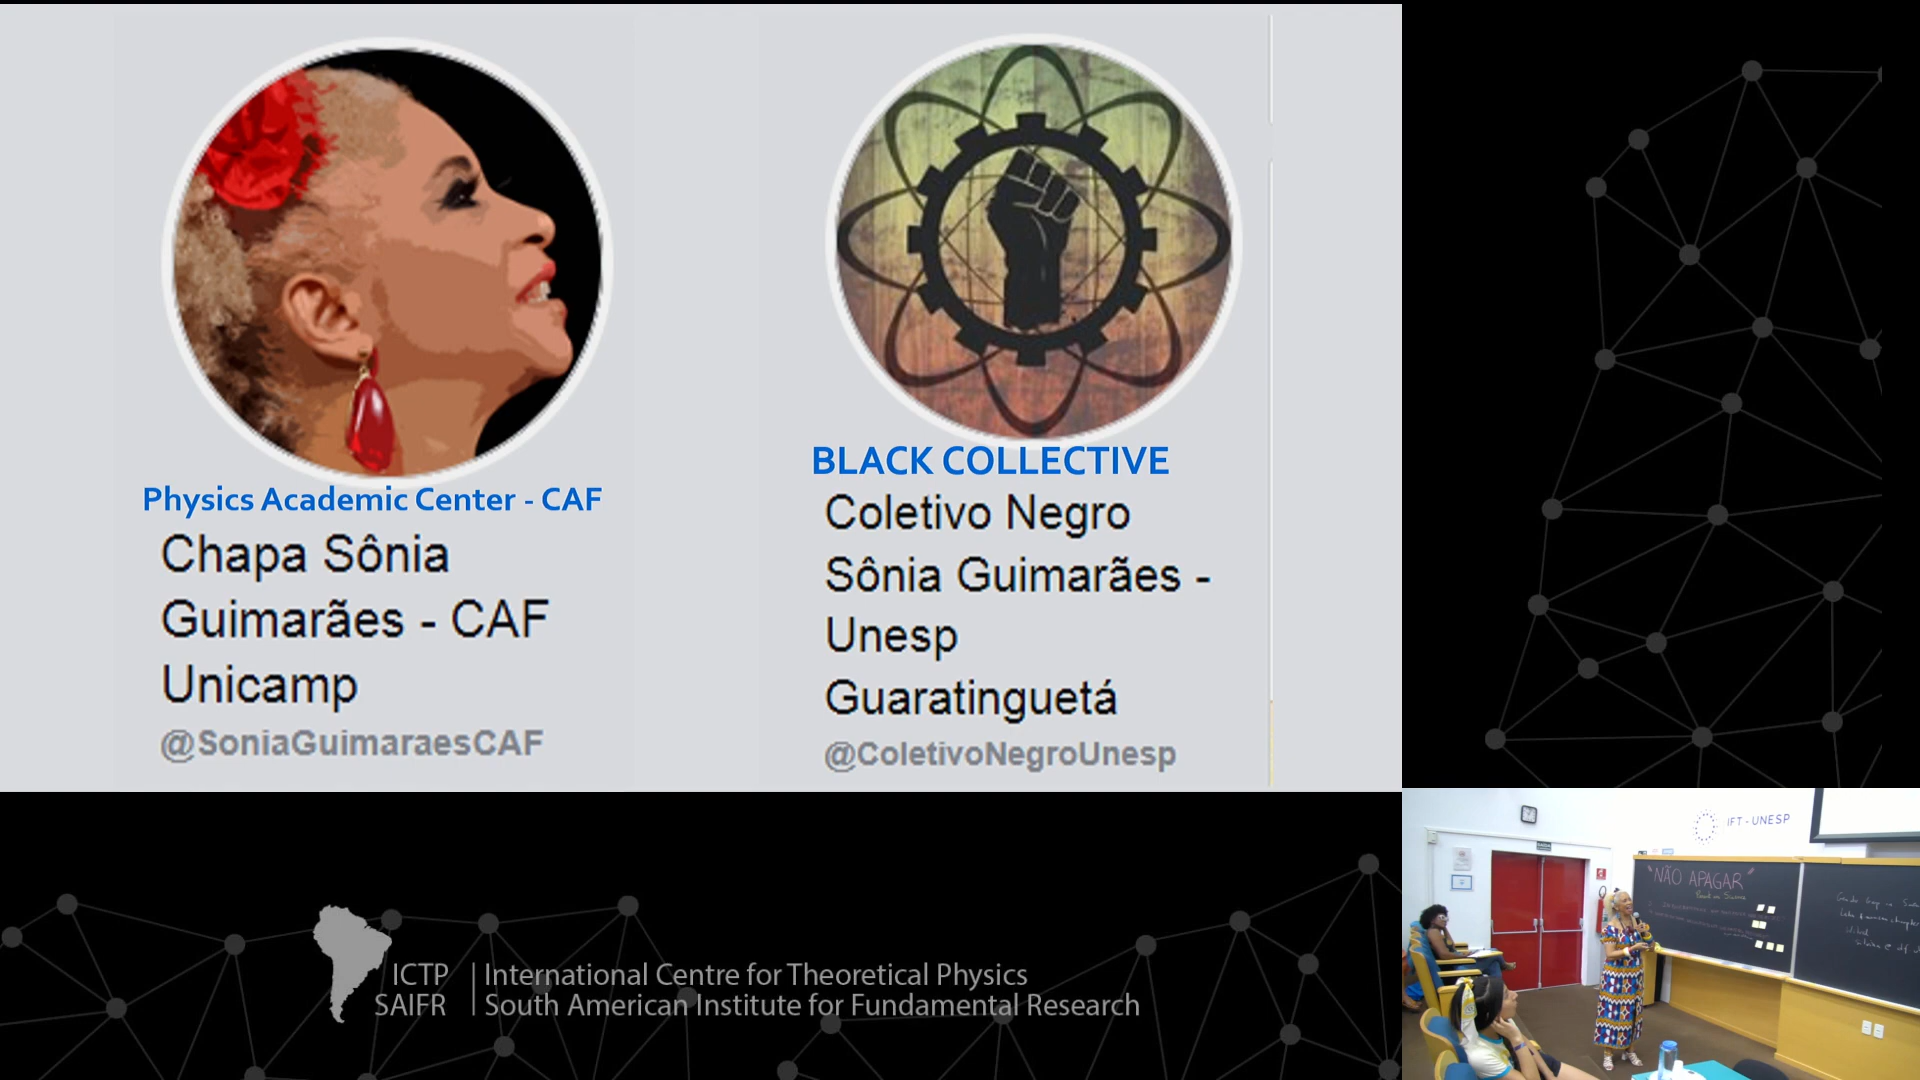 Physics Academic Center - CAF
Chapa Sônia
Guimarães - CAF
Unicamp
@SoniaGuimaraesCAF
BLACK COLLECTIVE
Coletivo Negro
Sônia Guimarães -
Unesp
Guaratinguetá
@ColetivoNegroUnesp
ICTP
SAIFR
International Centre for Theoretical Physics
South American Institute for Fundamental Research
IFT - UNESP
"NÃO APAGAR"